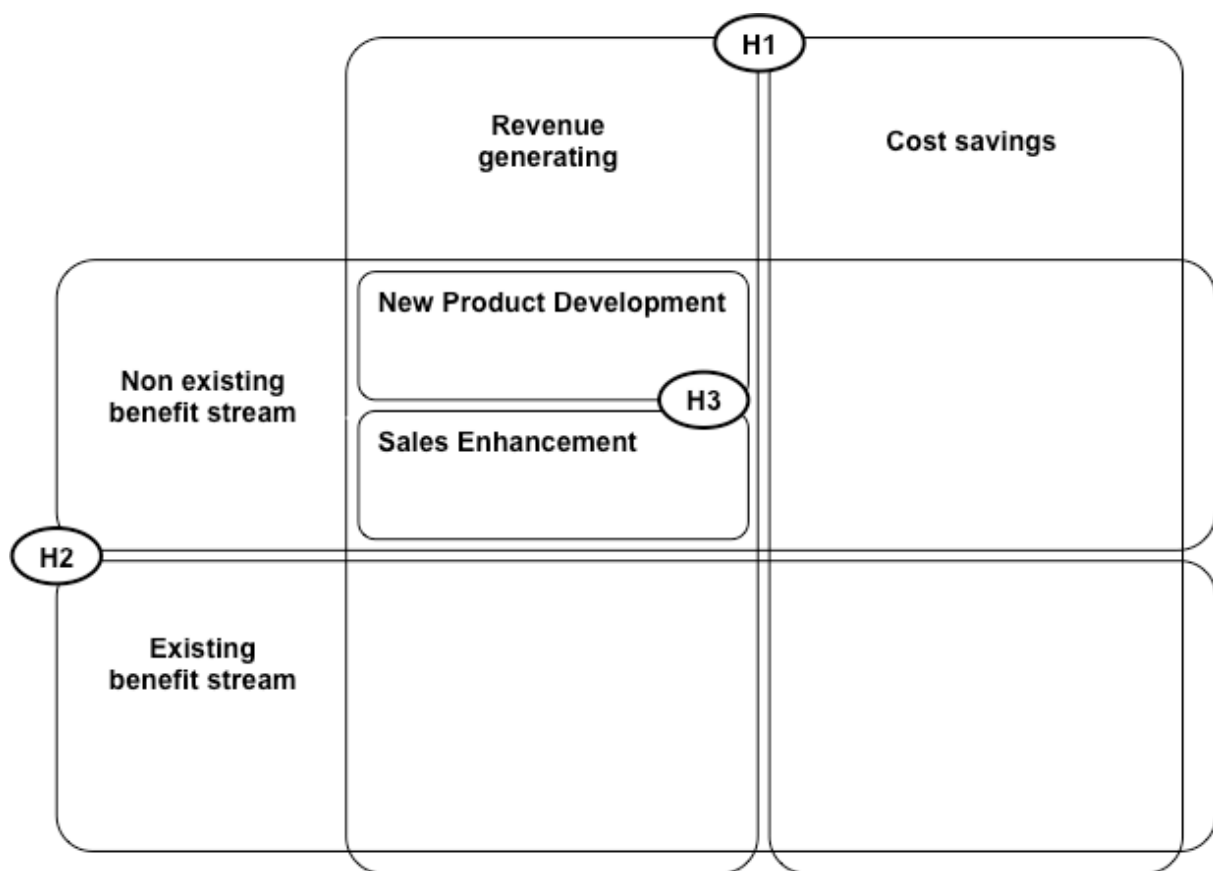 H1
Revenue
generating
Cost savings
New Product Development
Non existing
benefit stream
H3
Sales Enhancement
H2
Existing
benefit stream